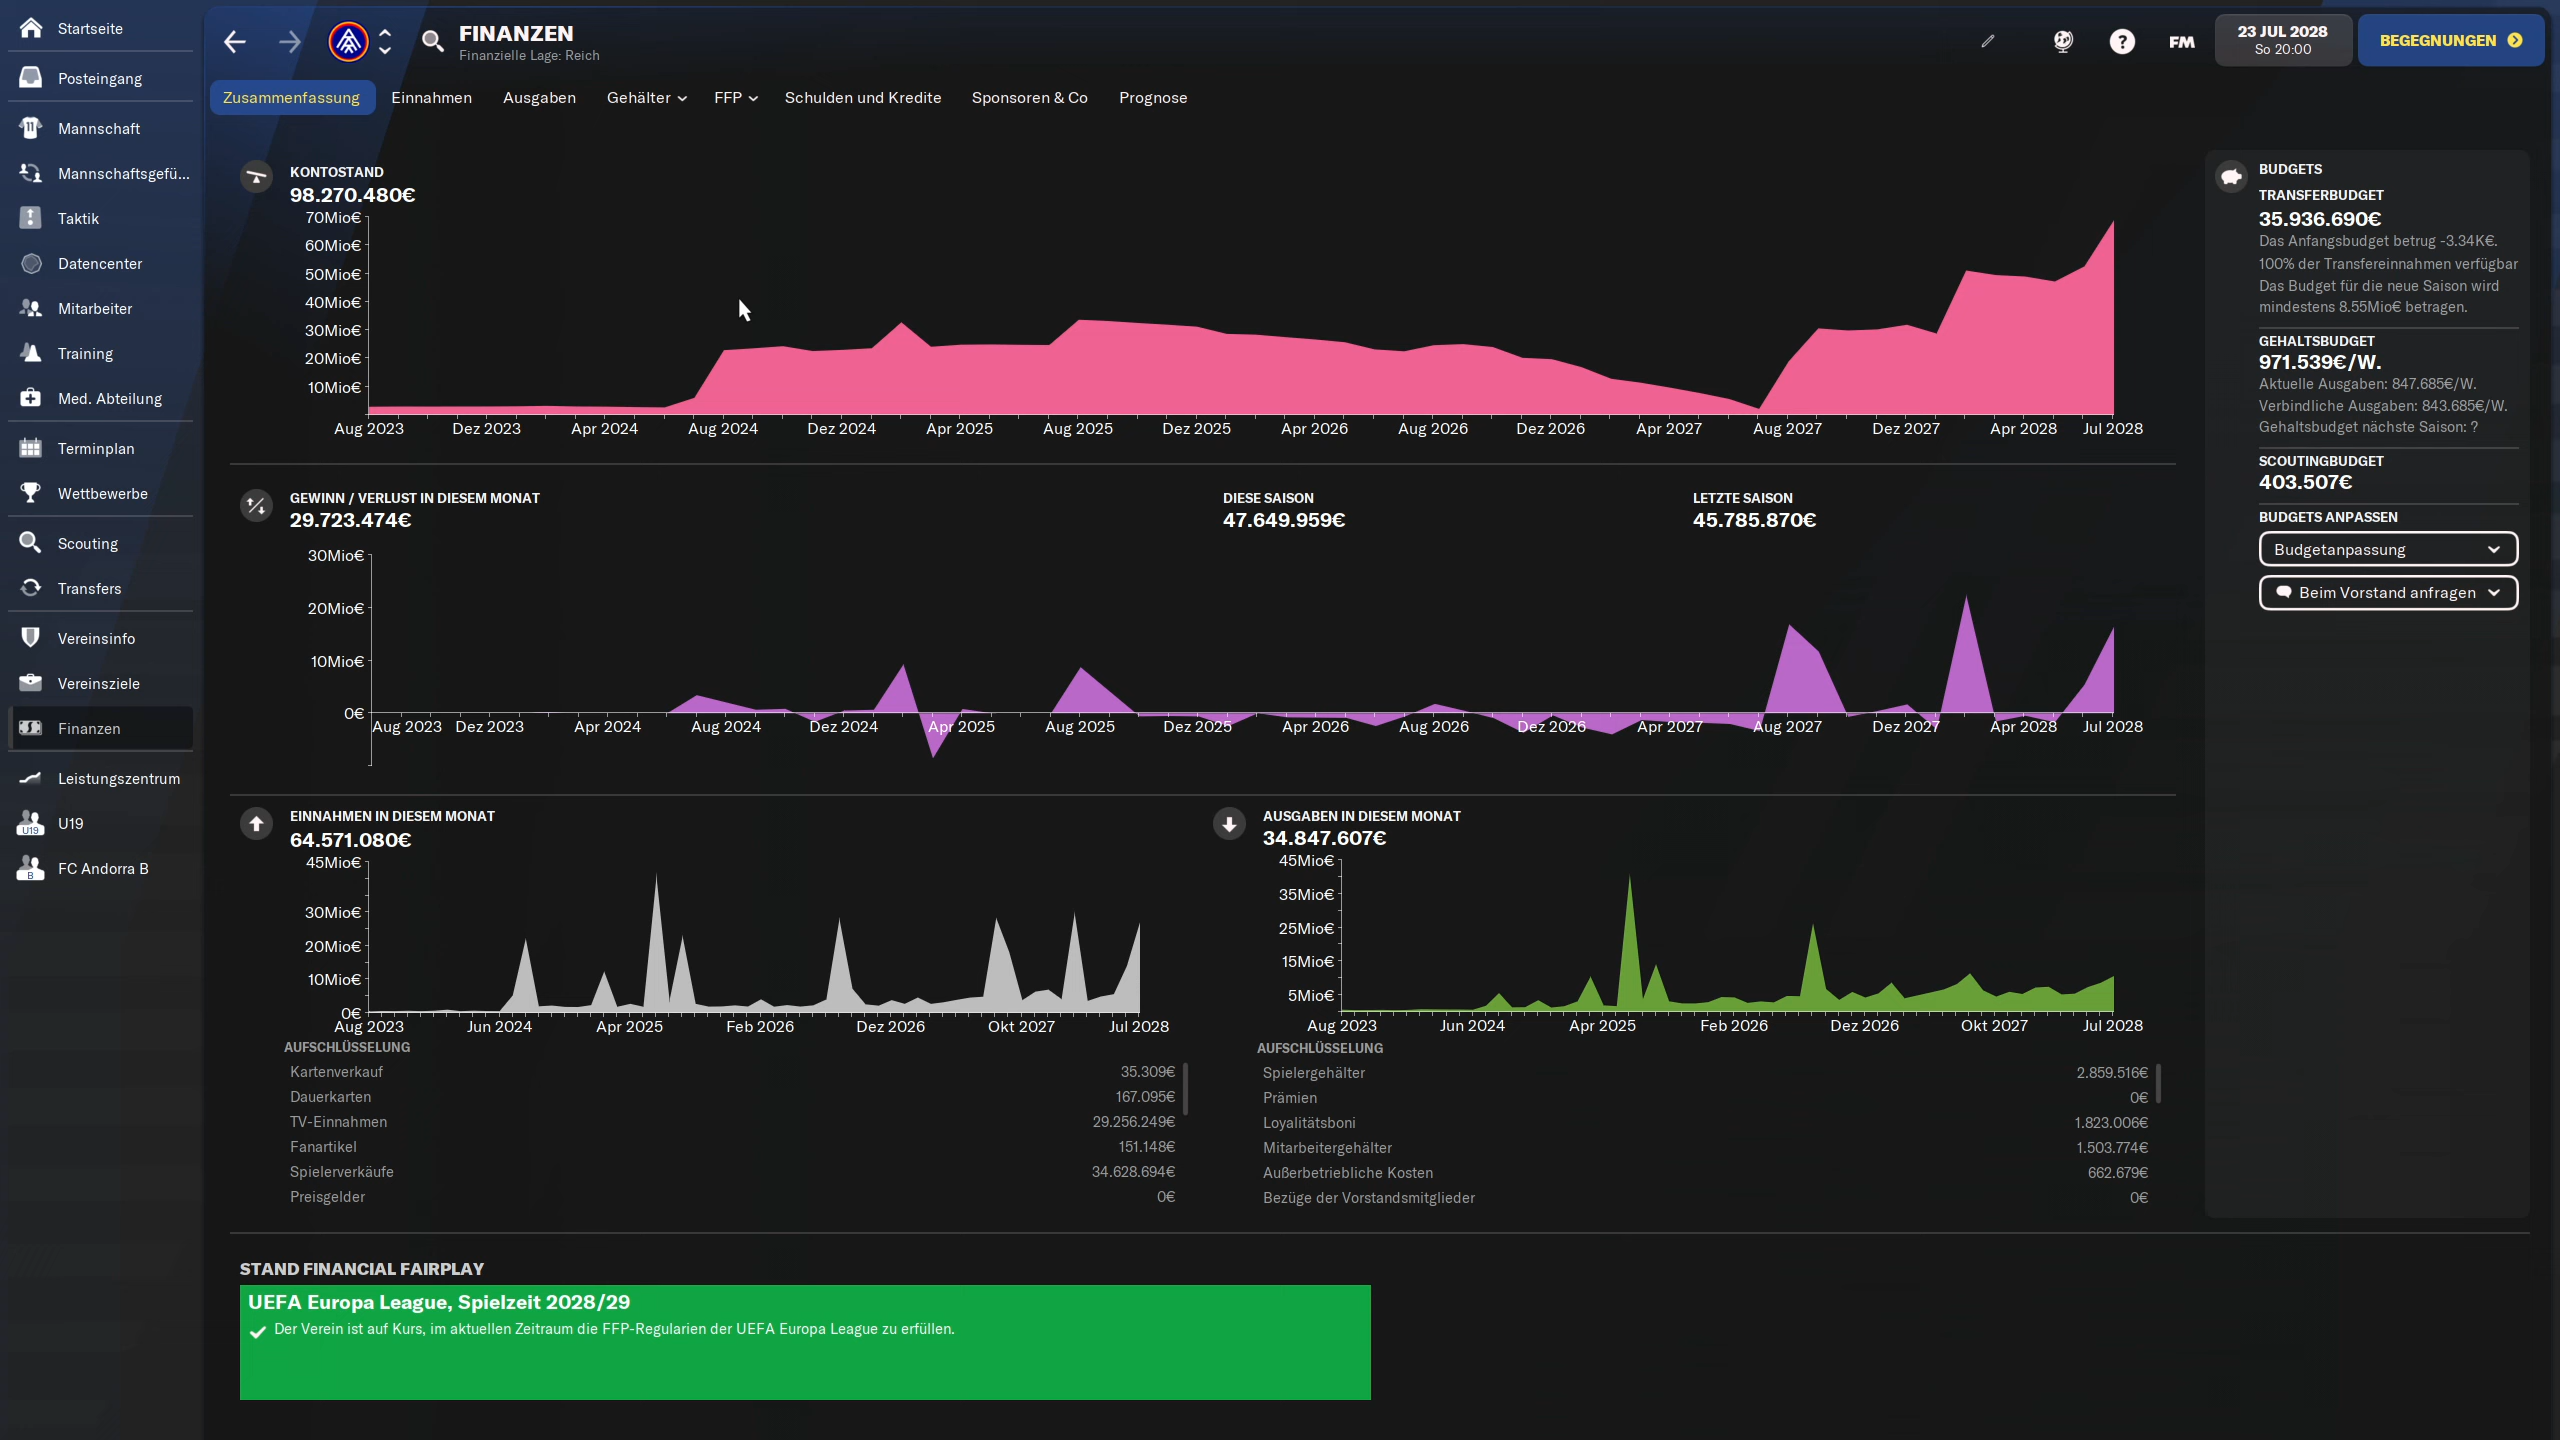 Startseite
Posteingang
Mannschaft
Mannschaftsgefü...
Taktik
Datencenter
Mitarbeiter
Training
Med. Abteilung
Terminplan
Wettbewerbe
Scouting
Transfers
Vereinsinfo
Vereinsziele
Finanzen
Leistungszentrum
U19
U19
B
FC Andorra B
FINANZEN
Finanzielle Lage: Reich
?
FM
23 JUL 2028
So 20:00
BEGEGNUNGEN
Zusammenfassung Einnahmen Ausgaben Gehälter FFP Schulden und Kredite Sponsoren & Co Prognose
KONTOSTAND
98.270.480€
70Mio€
60Mio€
50Mio€
40Mio€
30Mio€
20Mio€
10Mio€
Aug 2023 Dez 2023 Apr 2024 Aug 2024 Dez 2024 Apr 2025 Aug 2025 Dez 2025 Apr 2026 Aug 2026 Dez 2026 Apr 2027 Aug 2027 Dez 2027 Apr 2028 Jul 2028
GEWINN / VERLUST IN DIESEM MONAT
29.723.474€
DIESE SAISON
47.649.959€
LETZTE SAISON
45.785.870€
30Mio€
20Mio€
10Mio€
0€
Aug 2023 Dez 2023 Apr 2024 Aug 2024 Dez 2024 Apr 2025 Aug 2025 Dez 2025 Apr 2026 Aug 2026 Dez 2026 Apr 2027 Aug 2027 Dez 2027 Apr 2028 Jul 2028
EINNAHMEN IN DIESEM MONAT
64.571.080€
45Mio€
30Mio€
20Mio€
10Mio€
0€
Aug 2023 Jun 2024 Apr 2025 Feb 2026 Dez 2026 Okt 2027 Jul 2028
AUFSCHLÜSSELUNG
Kartenverkauf 35.309€
Dauerkarten 167.095€
TV-Einnahmen 29.256.249€
Fanartikel 151.148€
Spielerverkäufe 34.628.694€
Preisgelder 0€
AUSGABEN IN DIESEM MONAT
34.847.607€
45Mio€
35Mio€
25Mio€
15Mio€
5Mio€
Aug 2023 Jun 2024 Apr 2025 Feb 2026 Dez 2026 Okt 2027 Jul 2028
AUFSCHLÜSSELUNG
Spielergehälter 2.859.516€
Prämien 0€
Loyalitätsboni 1.823.006€
Mitarbeitergehälter 1.503.774€
Außerbetriebliche Kosten 662.679€
Bezüge der Vorstandsmitglieder 0€
BUDGETS
TRANSFERBUDGET
35.936.690€
Das Anfangsbudget betrug -3.34K€.
100% der Transfereinnahmen verfügbar
Das Budget für die neue Saison wird
mindestens 8.55Mio€ betragen.
GEHALTSBUDGET
971.539€/W.
Aktuelle Ausgaben: 847.685€/W.
Verbindliche Ausgaben: 843.685€/W.
Gehaltsbudget nächste Saison: ?
SCOUTINGBUDGET
403.507€
BUDGETS ANPASSEN
Budgetanpassung
Beim Vorstand anfragen
STAND FINANCIAL FAIRPLAY
UEFA Europa League, Spielzeit 2028/29
Der Verein ist auf Kurs, im aktuellen Zeitraum die FFP-Regularien der UEFA Europa League zu erfüllen.